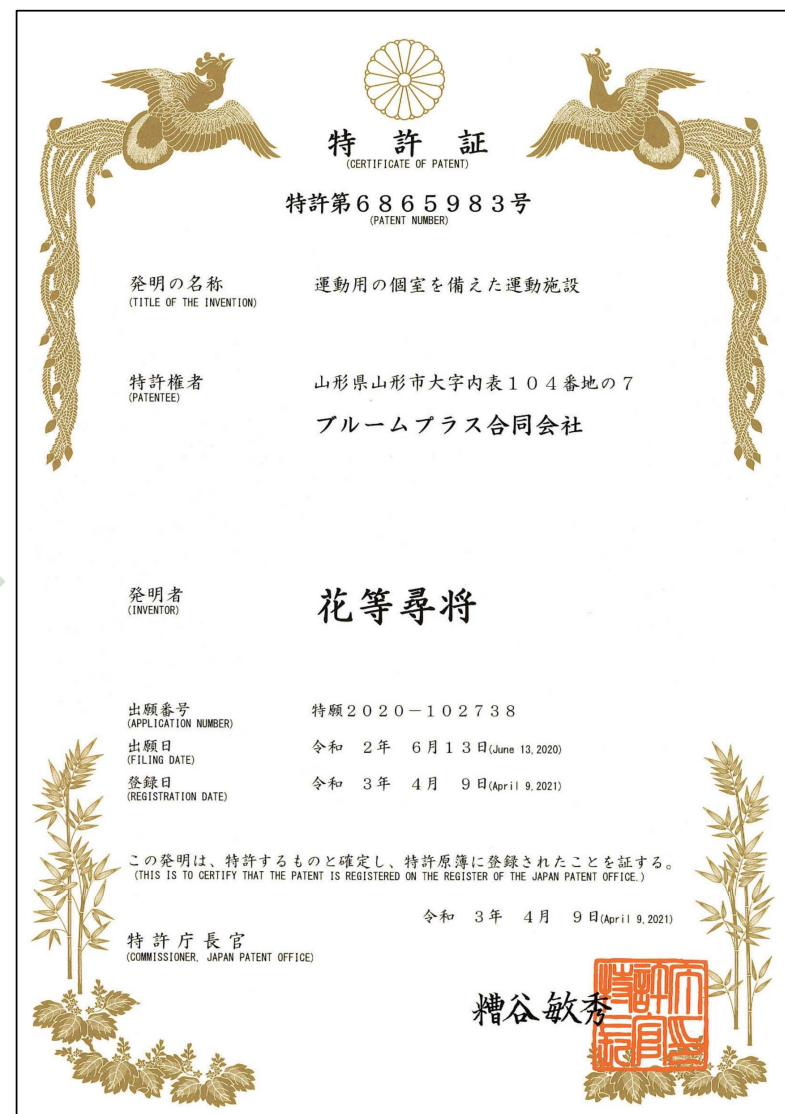 特許証
(CERTIFICATE OF PATENT)
特許第6865983号
(PATENT NUMBER)
発明の名称 運動用の個室を備えた運動施設
(TITLE OF THE INVENTION)
特許権者 山形県山形市大字内表104番地の7
(PATENTEE)
ブルームプラス合同会社
発明者 花等尋将
(INVENTOR)
出願番号 特願2020-102738
(APPLICATION NUMBER)
出願日 令和 2年 6月13日(June 13,2020)
(FILING DATE)
登録日 令和 3年 4月 9日(April 9,2021)
(REGISTRATION DATE)
この発明は、特許するものと確定し、特許原簿に登録されたことを証する。
(THIS IS TO CERTIFY THAT THE PATENT IS REGISTERED ON THE REGISTER OF THE JAPAN PATENT OFFICE.)
令和 3年 4月 9日(April 9,2021)
特許庁長官
(COMMISSIONER, JAPAN PATENT OFFICE)
糟谷敏秀
特許庁長官之印